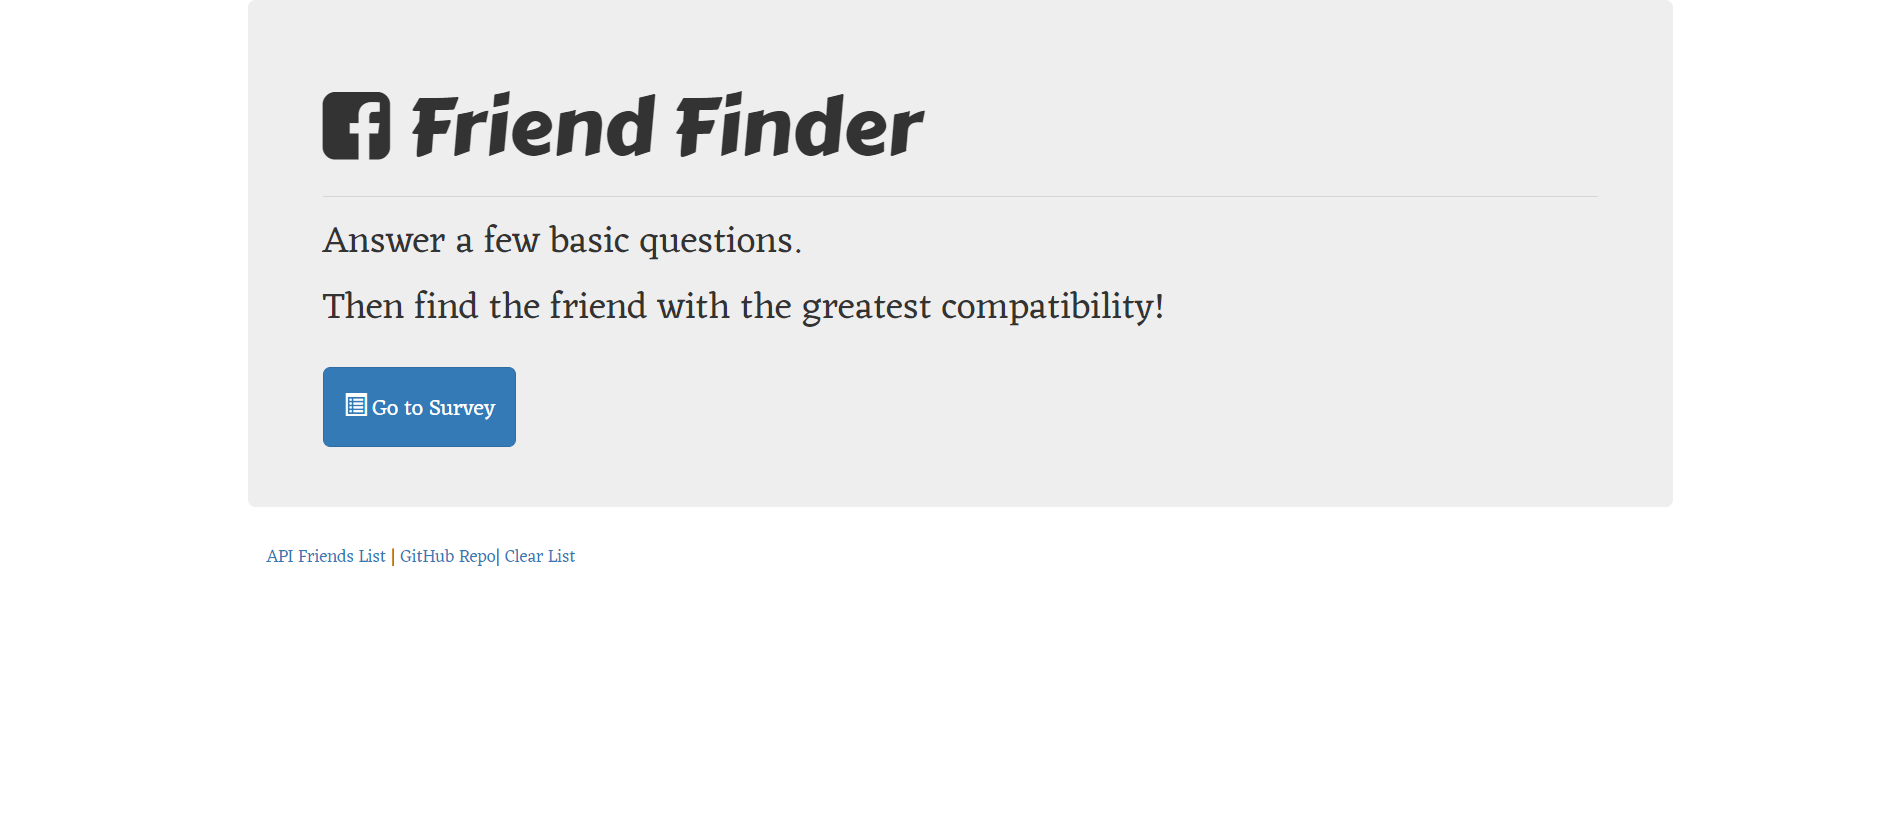 Friend Finder
Answer a few basic questions.
Then find the friend with the greatest compatibility!
Go to Survey
API Friends List | GitHub Repo| Clear List